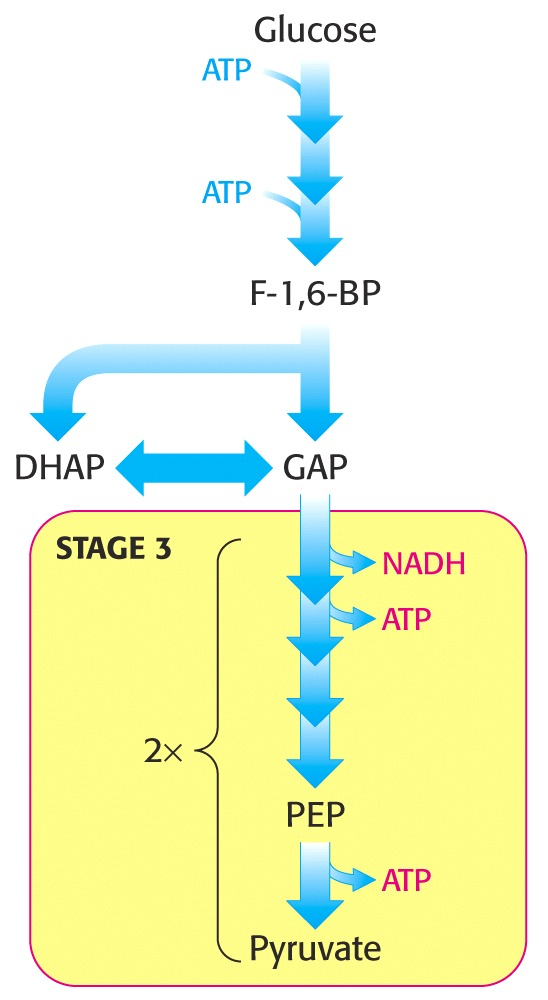 Glucose
ATP
ATP
F-1,6-BP
DHAP
GAP
STAGE 3
NADH
ATP
2×
PEP
ATP
Pyruvate